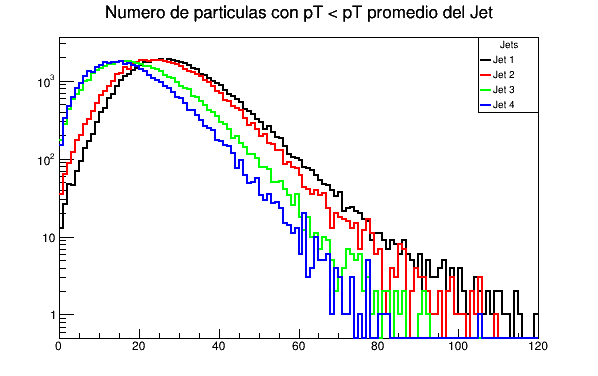 Numero de particulas con pT < pT promedio del Jet
Jets
Jet 1
Jet 2
Jet 3
Jet 4
10³
10²
10
1
0 20 40 60 80 100 120